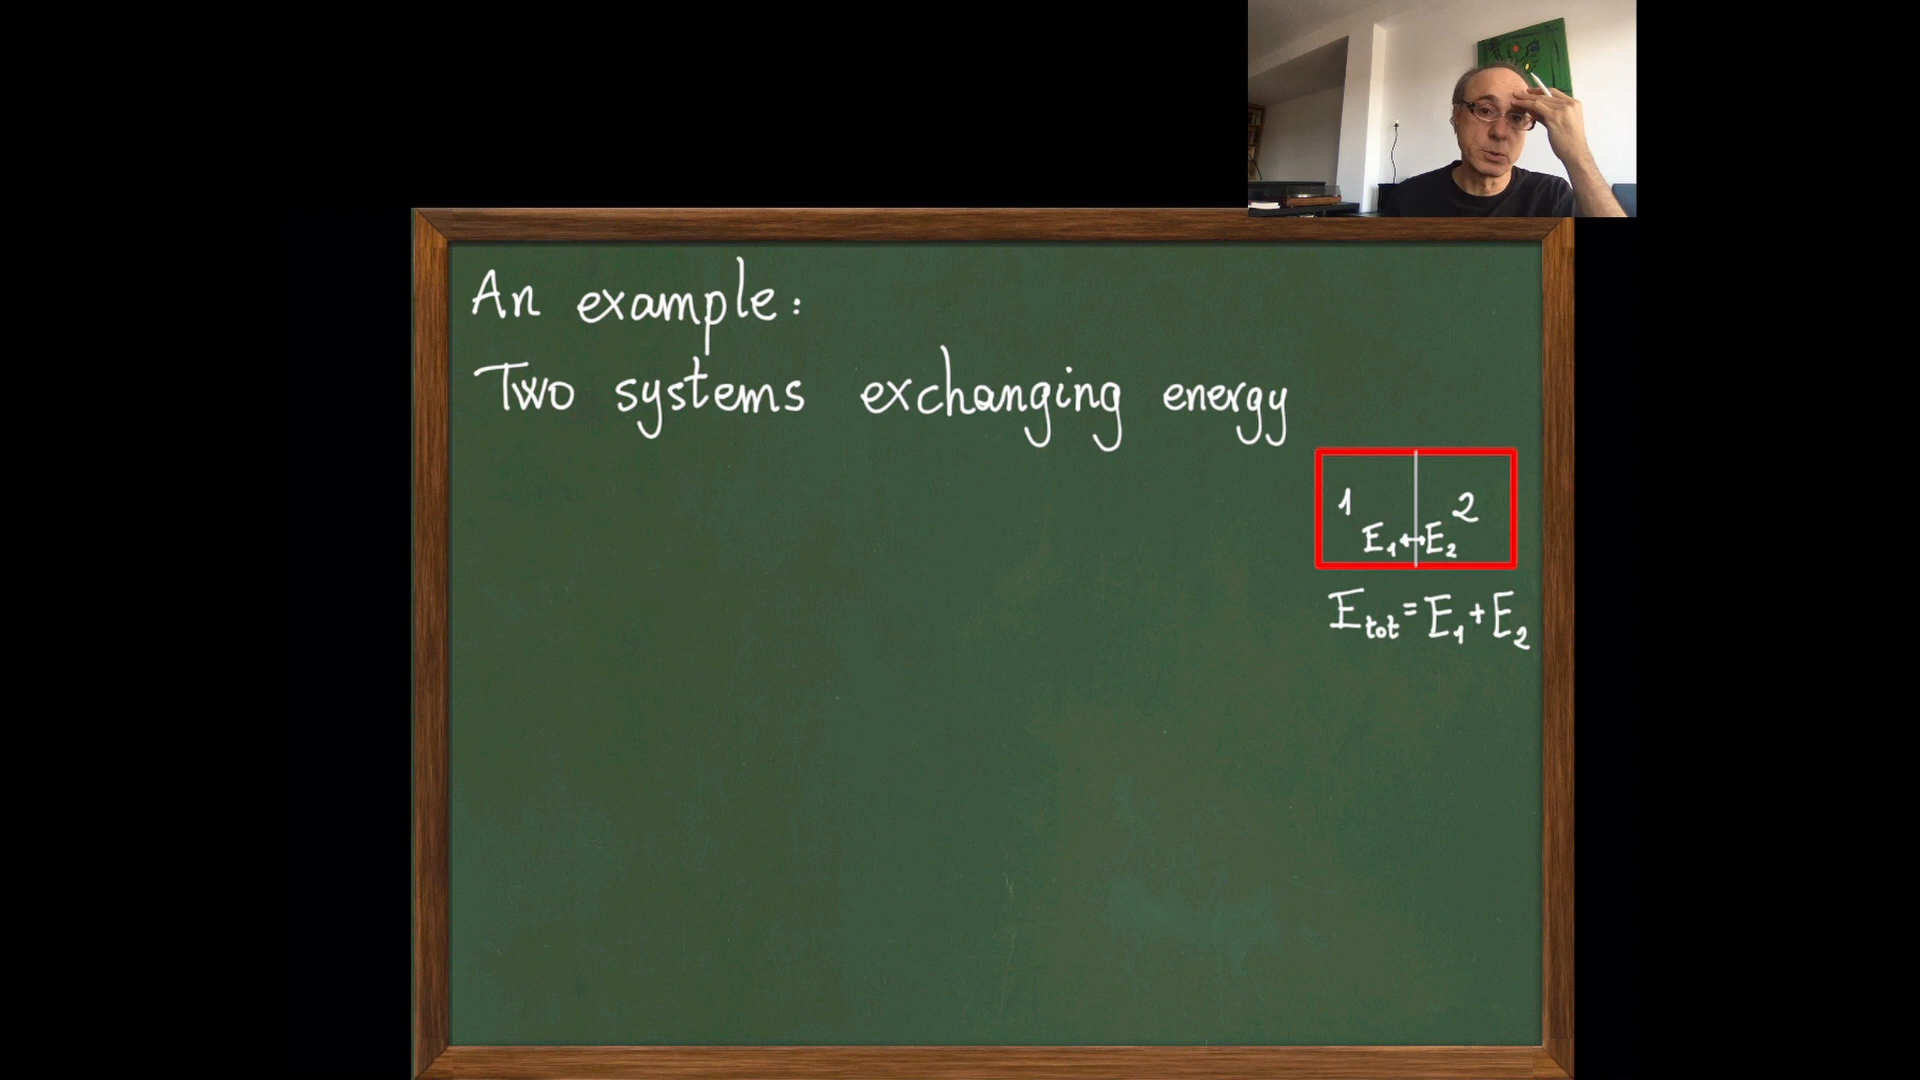 An example:
Two systems exchanging energy
1 2
E₁↔E₂
E_tot = E₁ + E₂